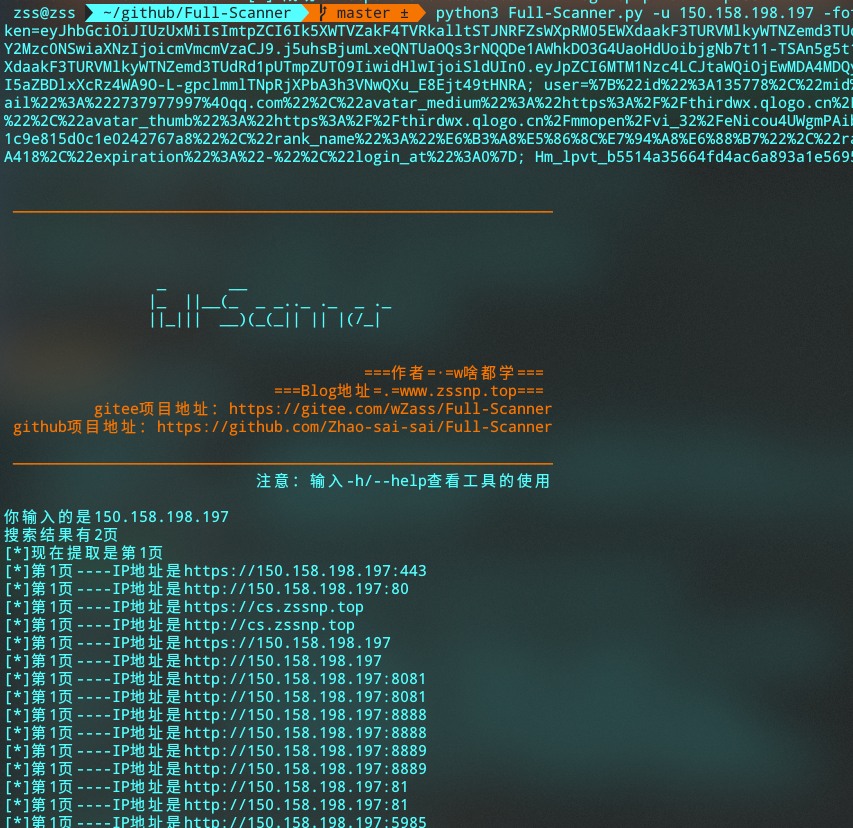 zss@zss ~/github/Full-Scanner master ± python3 Full-Scanner.py -u 150.158.198.197 -fo
ken=eyJhbGciOiJIUzUxMiIsImtpZCI6Ik5XWTVZakF4TVRkalltSTJNRFZsWXpRM05EWXdaakF3TURVMlkyWTNZemd3TU
Y2MzcONSwiaXNzIjoicmVmcmVzaCJ9.j5uhsBjumLxeQNTUaOQs3rNQQDe1AWhkDO3G4UaoHdUoibjgNb7t11-TSAn5g5t
XdaakF3TURVMlkyWTNZemd3TUdRd1pUTmpZUT09IiwidHlwIjoiSldUIn0.eyJpZCI6MTM1Nzc4LCJtaWQiOjEwMDA4MDQy
I5aZBDlxXcRz4WA9O-L-gpclmmlTNpRjXPbA3h3VNwQXu_E8Ejt49tHNRA; user=%7B%22id%22%3A135778%2C%22mid%
ail%22%3A%222737977997%40qq.com%22%2C%22avatar_medium%22%3A%22https%3A%2F%2Fthirdwx.qlogo.cn%2F
%22%2C%22avatar_thumb%22%3A%22https%3A%2F%2Fthirdwx.qlogo.cn%2Fmmopen%2Fvi_32%2FeNicou4UWgmPAi
1c9e815d0c1e0242767a8%22%2C%22rank_name%22%3A%22%E6%B3%A8%E5%86%8C%E7%94%A8%E6%88%B7%22%2C%22ra
A418%2C%22expiration%22%3A%22-%22%2C%22login_at%22%3A0%7D; Hm_lpvt_b5514a35664fd4ac6a893a1e5695
===作者=·=w啥都学===
===Blog地址=.=www.zssnp.top===
gitee项目地址: https://gitee.com/wZass/Full-Scanner
github项目地址: https://github.com/Zhao-sai-sai/Full-Scanner
注意: 输入-h/--help查看工具的使用
你输入的是150.158.198.197
搜索结果有2页
[*]现在提取是第1页
[*]第1页----IP地址是https://150.158.198.197:443
[*]第1页----IP地址是http://150.158.198.197:80
[*]第1页----IP地址是https://cs.zssnp.top
[*]第1页----IP地址是http://cs.zssnp.top
[*]第1页----IP地址是https://150.158.198.197
[*]第1页----IP地址是http://150.158.198.197
[*]第1页----IP地址是http://150.158.198.197:8081
[*]第1页----IP地址是http://150.158.198.197:8081
[*]第1页----IP地址是http://150.158.198.197:8888
[*]第1页----IP地址是http://150.158.198.197:8888
[*]第1页----IP地址是http://150.158.198.197:8889
[*]第1页----IP地址是http://150.158.198.197:8889
[*]第1页----IP地址是http://150.158.198.197:81
[*]第1页----IP地址是http://150.158.198.197:81
[*]第1页----IP地址是http://150.158.198.197:5985